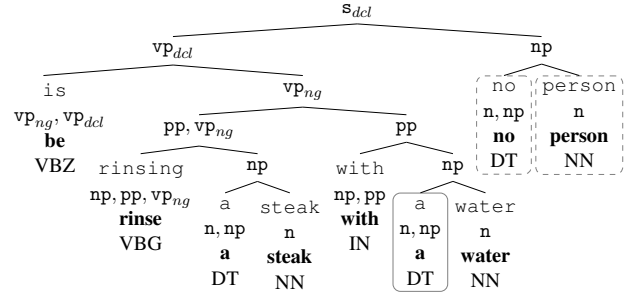 s_dcl
vp_dcl np
is vp_ng no person
vp_ng, vp_dcl pp, vp_ng pp n, np n
be no person
VBZ DT NN
rinsing np with np
np, pp, vp_ng a steak np, pp a water
rinse n, np n with n, np n
VBG a steak IN a water
DT NN DT NN